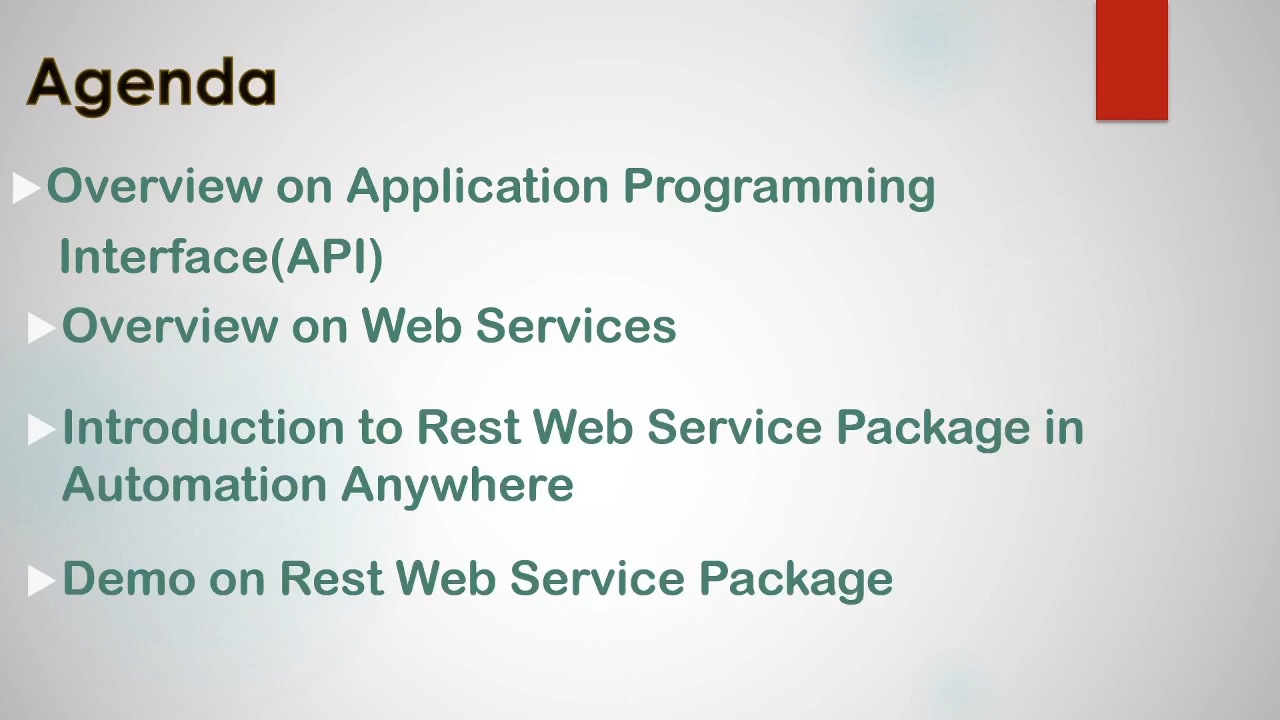 Agenda
Overview on Application Programming
Interface(API)
Overview on Web Services
Introduction to Rest Web Service Package in
Automation Anywhere
Demo on Rest Web Service Package